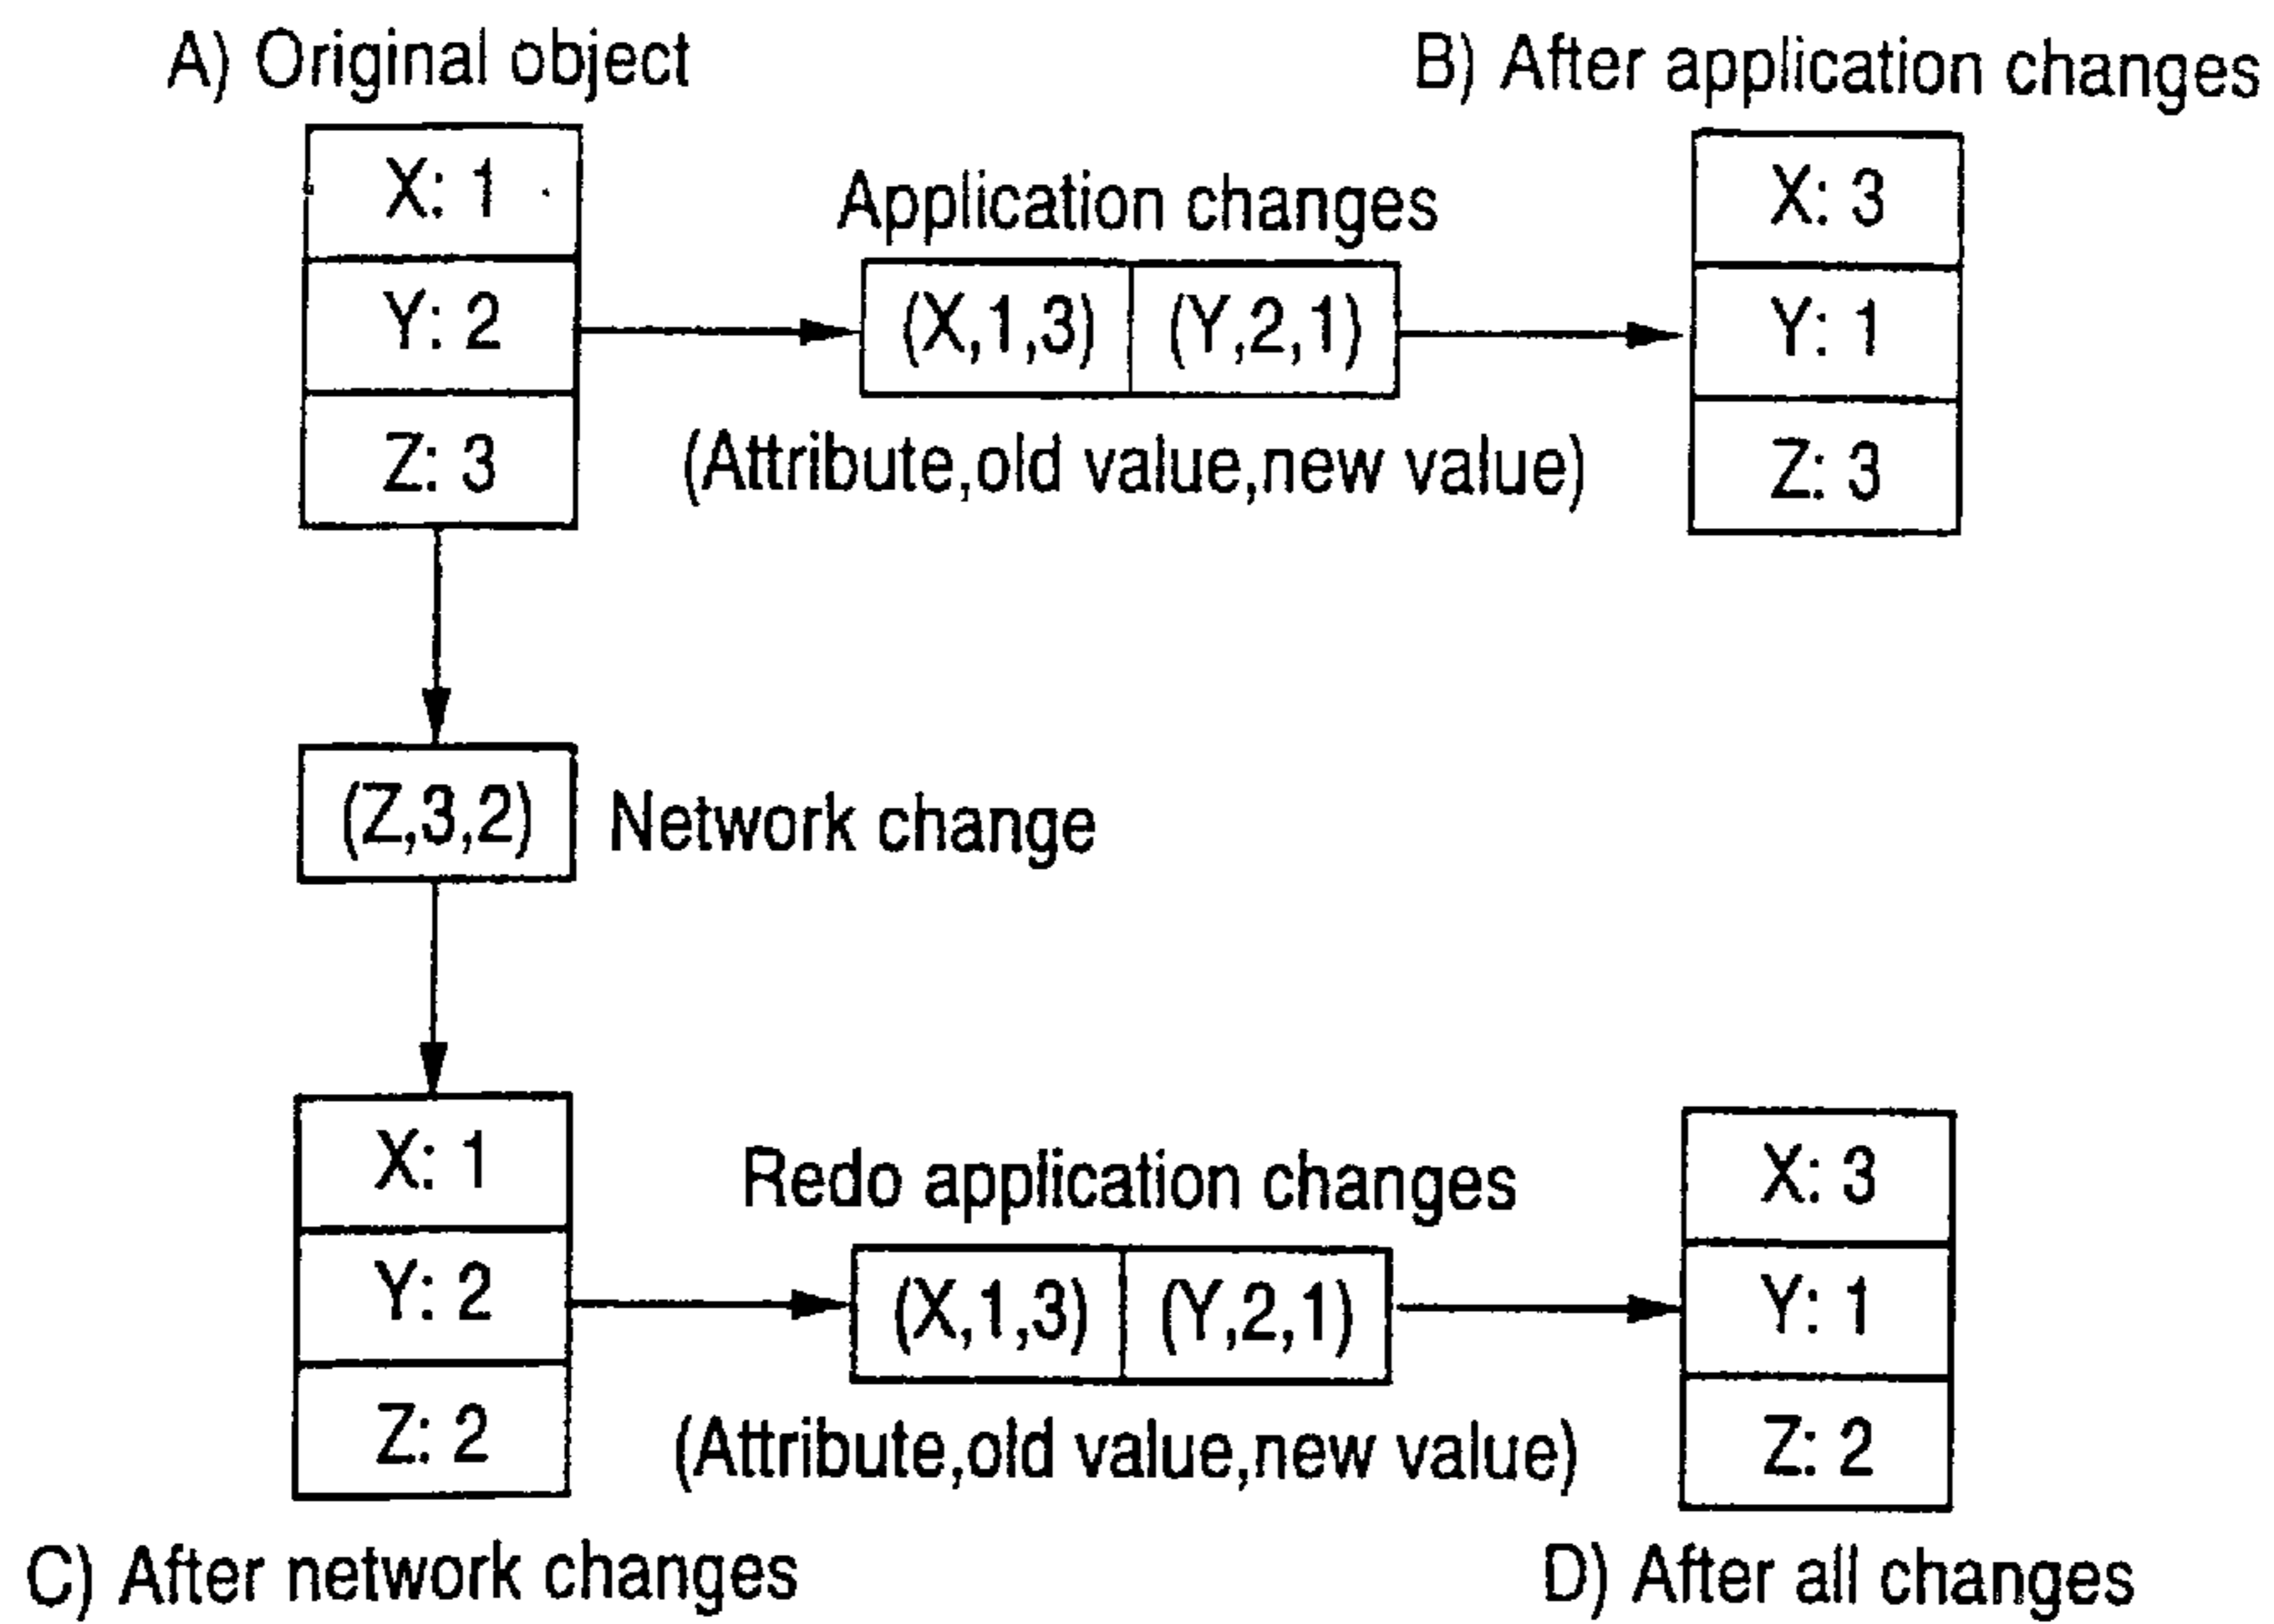 A) Original object
B) After application changes
X: 1
Y: 2
Z: 3
Application changes
(X,1,3) (Y,2,1)
(Attribute,old value,new value)
X: 3
Y: 1
Z: 3
(Z,3,2)
Network change
X: 1
Y: 2
Z: 2
Redo application changes
(X,1,3) (Y,2,1)
(Attribute,old value,new value)
X: 3
Y: 1
Z: 2
C) After network changes
D) After all changes